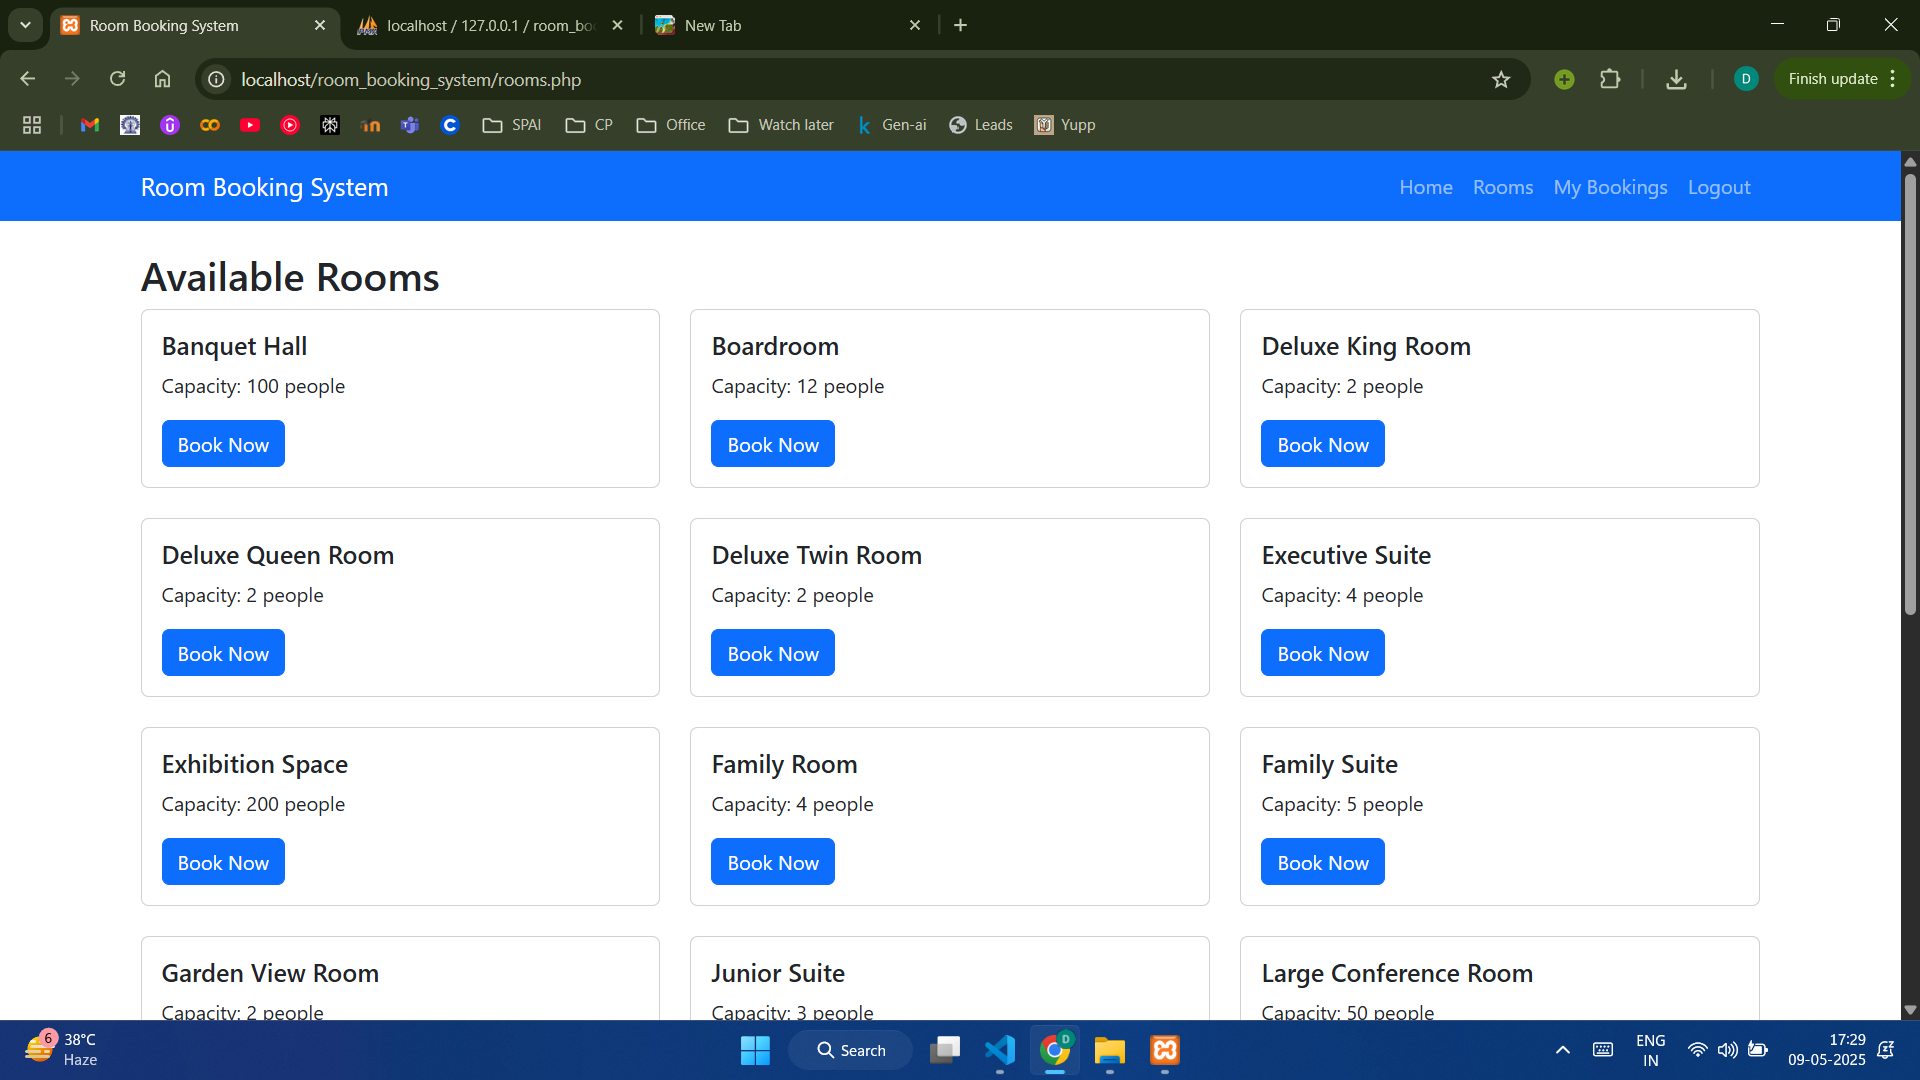 Room Booking System
localhost / 127.0.0.1 / room_bo
New Tab
localhost/room_booking_system/rooms.php
D
Finish update
SPAI
CP
Office
Watch later
Gen-ai
Leads
Yupp
Room Booking System
Home
Rooms
My Bookings
Logout
Available Rooms
Banquet Hall
Capacity: 100 people
Book Now
Boardroom
Capacity: 12 people
Book Now
Deluxe King Room
Capacity: 2 people
Book Now
Deluxe Queen Room
Capacity: 2 people
Book Now
Deluxe Twin Room
Capacity: 2 people
Book Now
Executive Suite
Capacity: 4 people
Book Now
Exhibition Space
Capacity: 200 people
Book Now
Family Room
Capacity: 4 people
Book Now
Family Suite
Capacity: 5 people
Book Now
Garden View Room
Capacity: 2 people
Junior Suite
Capacity: 3 people
Large Conference Room
Capacity: 50 people
6
38°C
Haze
Search
D
ENG
IN
17:29
09-05-2025